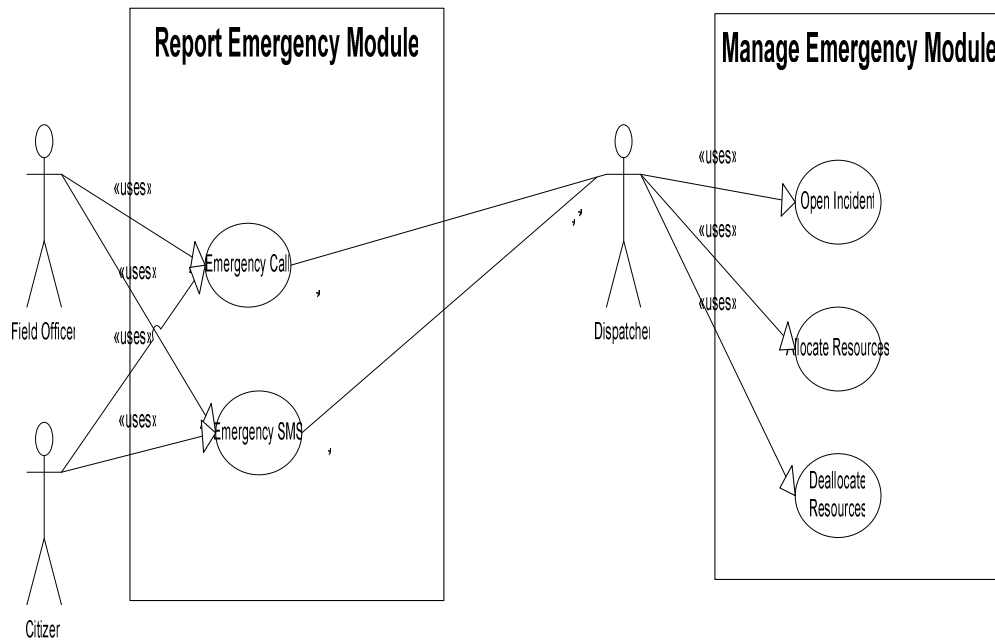 Report Emergency Module
Manage Emergency Module
«uses»
«uses»
«uses»
«uses»
Emergency Call
Emergency SMS
Field Officer
Citizen
*
*
*
*
Dispatcher
«uses»
«uses»
«uses»
Open Incident
Allocate Resources
Deallocate
Resources